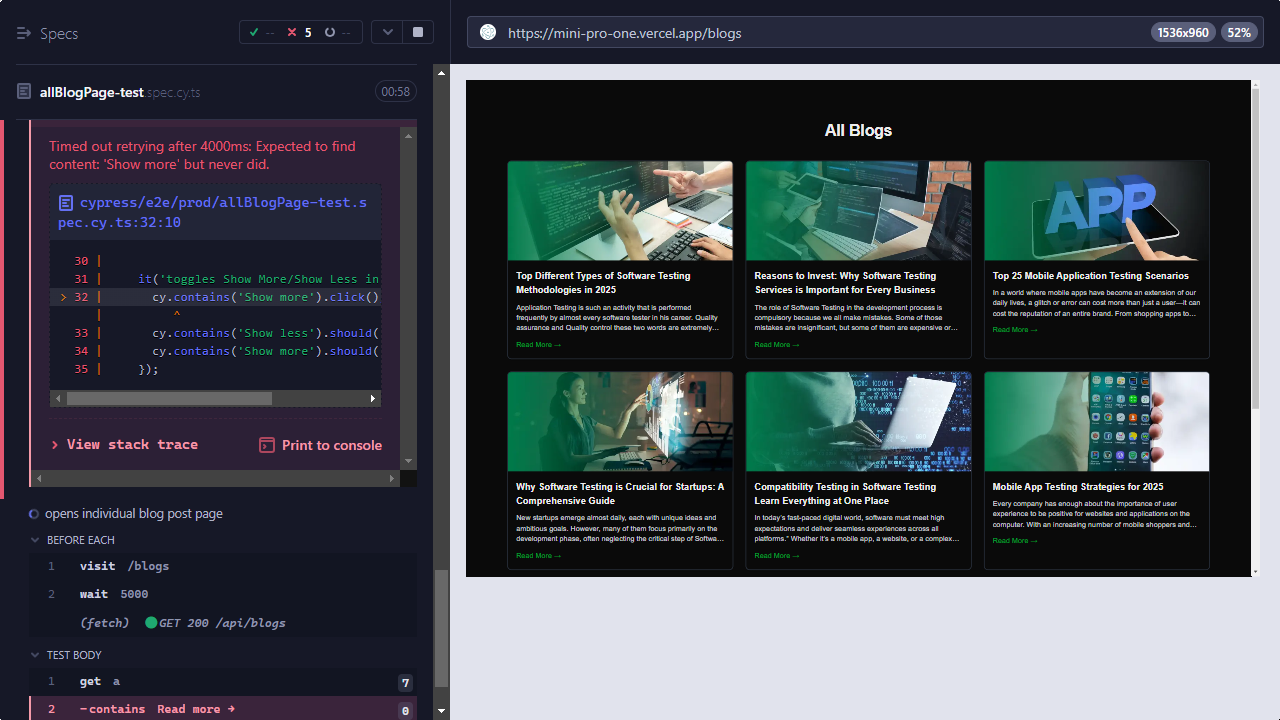 Specs
-- 5 --
allBlogPage-test.spec.cy.ts
00:58
Timed out retrying after 4000ms: Expected to find
content: 'Show more' but never did.
cypress/e2e/prod/allBlogPage-test.s
pec.cy.ts:32:10
30 |
31 | it('toggles Show More/Show Less in
> 32 | cy.contains('Show more').click()
| ^
33 | cy.contains('Show less').should(
34 | cy.contains('Show more').should(
35 | });
> View stack trace
Print to console
opens individual blog post page
BEFORE EACH
1 visit /blogs
2 wait 5000
(fetch) GET 200 /api/blogs
TEST BODY
1 get a 7
2 -contains Read more → 0
https://mini-pro-one.vercel.app/blogs
1536x960
52%
All Blogs
Top Different Types of Software Testing
Methodologies in 2025
Application Testing is such an activity that is performed
frequently by almost every software tester in his career. Quality
assurance and Quality control these two words are extremely...
Read More →
Reasons to Invest: Why Software Testing
Services is Important for Every Business
The role of Software Testing in the development process is
compulsory because we all make mistakes. Some of those
mistakes are insignificant, but some of them are expensive or...
Read More →
APP
Top 25 Mobile Application Testing Scenarios
In a world where mobile apps have become an extension of our
daily lives, a glitch or error can cost more than just a user—it can
cost the reputation of an entire brand. From shopping apps to...
Read More →
Why Software Testing is Crucial for Startups: A
Comprehensive Guide
New startups emerge almost daily, each with unique ideas and
ambitious goals. However, many of them focus primarily on the
development phase, often neglecting the critical step of Softwa...
Read More →
Compatibility Testing in Software Testing
Learn Everything at One Place
In today's fast-paced digital world, software must meet high
expectations and deliver seamless experiences across all
platforms." Whether it's a mobile app, a website, or a complex...
Read More →
Mobile App Testing Strategies for 2025
Every company has enough about the importance of user
experience to be positive for websites and applications on the
computer. With an increasing number of mobile shoppers and...
Read More →